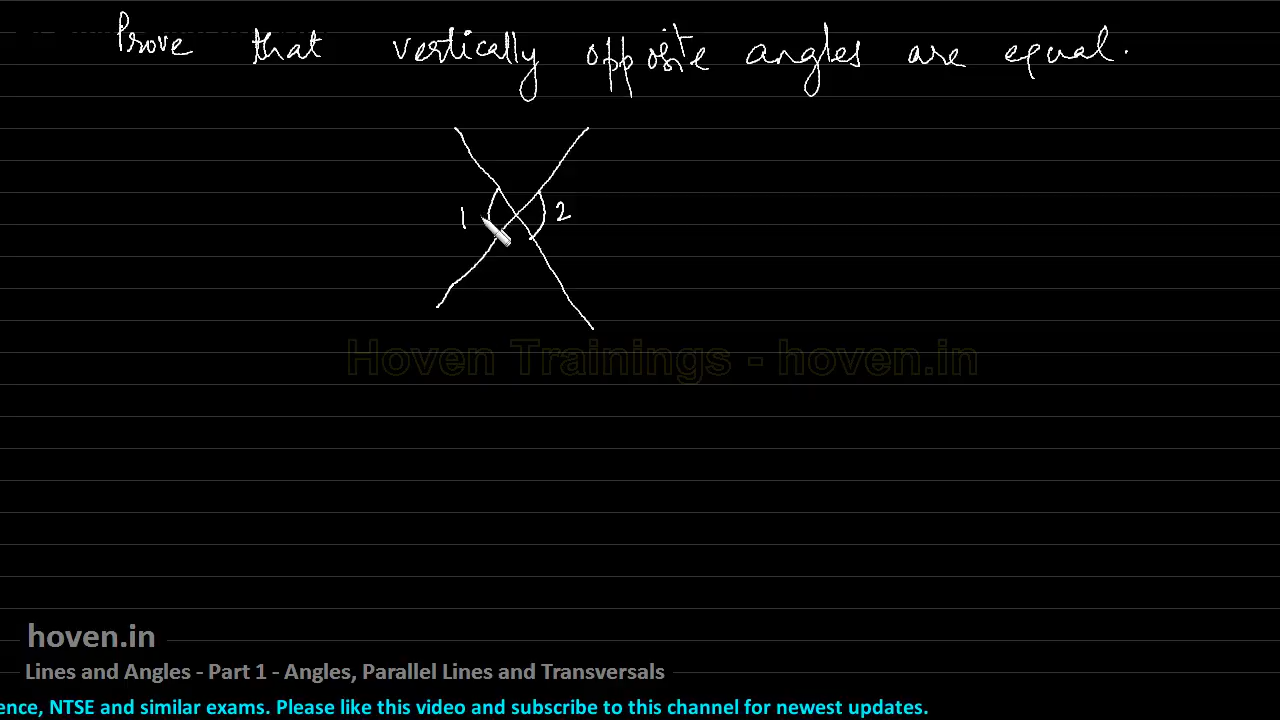 Prove that vertically opposite angles are equal.
1 2
Hoven Trainings - hoven.in
hoven.in
Lines and Angles - Part 1 - Angles, Parallel Lines and Transversals
ence, NTSE and similar exams. Please like this video and subscribe to this channel for newest updates.